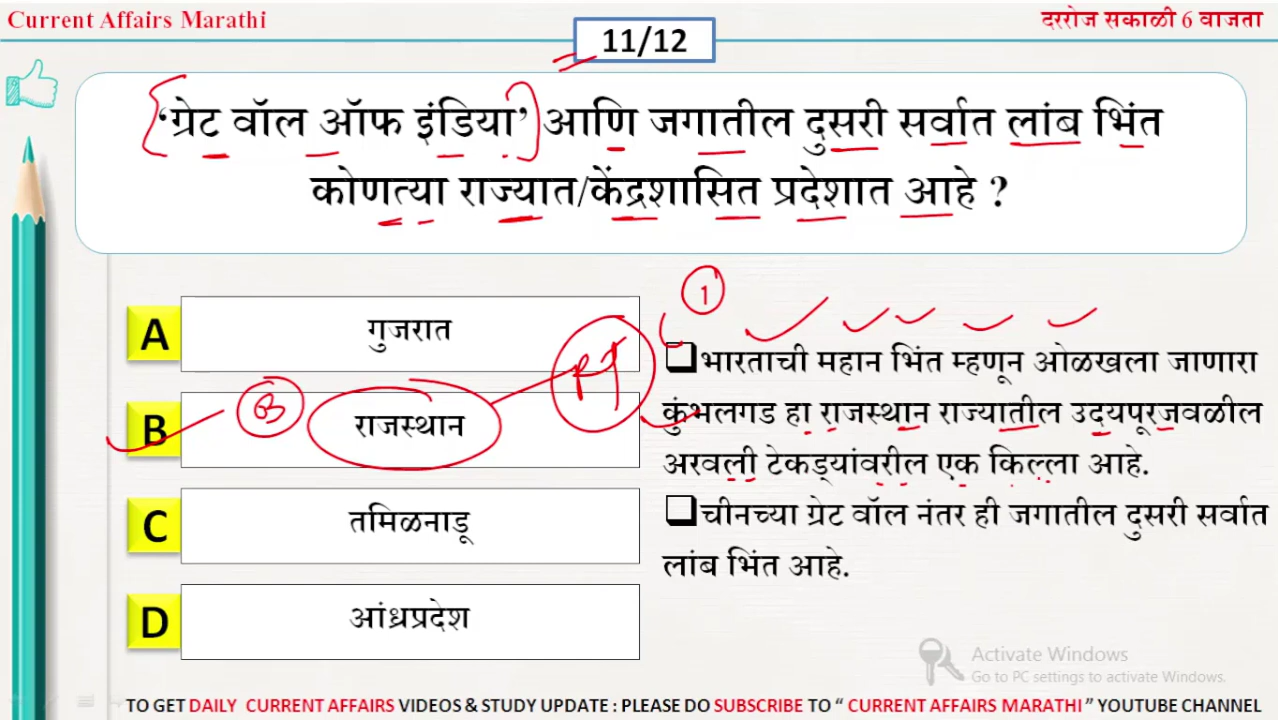 Current Affairs Marathi
दररोज सकाळी 6 वाजता
11/12
‘ग्रेट वॉल ऑफ इंडिया’ आणि जगातील दुसरी सर्वात लांब भिंत
कोणत्या राज्यात/केंद्रशासित प्रदेशात आहे ?
A
गुजरात
B
राजस्थान
C
तमिळनाडू
D
आंध्रप्रदेश
B
RJ
1
❑भारताची महान भिंत म्हणून ओळखला जाणारा
कुंभलगड हा राजस्थान राज्यातील उदयपूरजवळील
अरवली टेकड्यांवरील एक किल्ला आहे.
❑चीनच्या ग्रेट वॉल नंतर ही जगातील दुसरी सर्वात
लांब भिंत आहे.
Activate Windows
Go to PC settings to activate Windows.
TO GET DAILY CURRENT AFFAIRS VIDEOS & STUDY UPDATE : PLEASE DO SUBSCRIBE TO “ CURRENT AFFAIRS MARATHI ” YOUTUBE CHANNEL